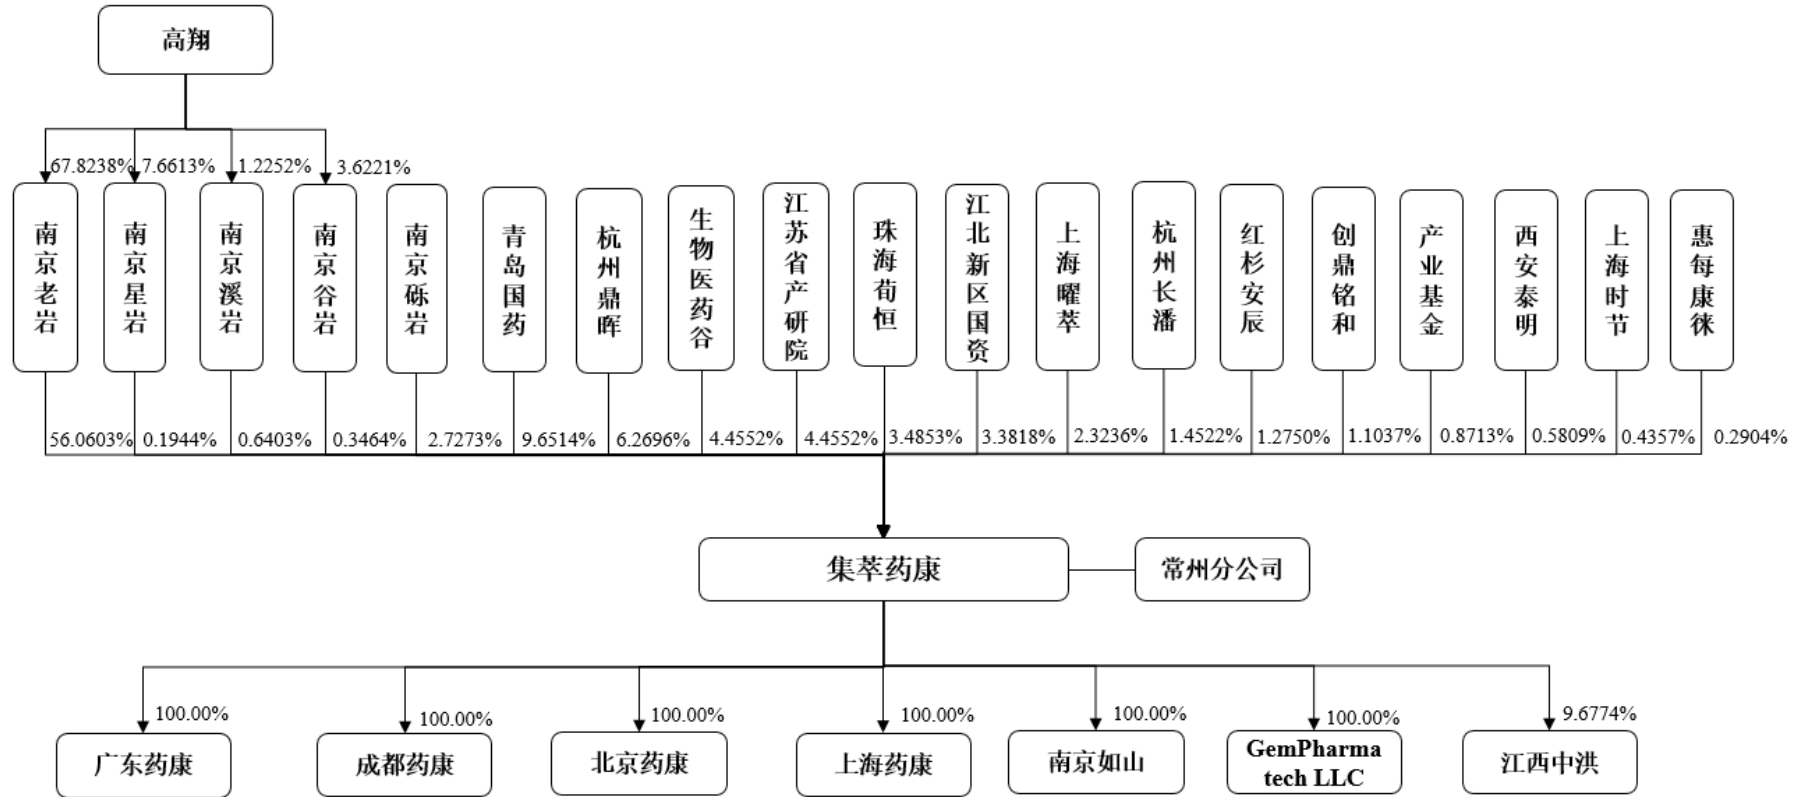 高翔
67.8238%
7.6613%
1.2252%
3.6221%
南京老岩
南京星岩
南京溪岩
南京谷岩
南京砾岩
青岛国药
杭州鼎晖
生物医药谷
江苏省产研院
珠海荀恒
江北新区国资
上海曜萃
杭州长潘
红杉安辰
创鼎铭和
产业基金
西安泰明
上海时节
惠每康徕
56.0603%
0.1944%
0.6403%
0.3464%
2.7273%
9.6514%
6.2696%
4.4552%
4.4552%
3.4853%
3.3818%
2.3236%
1.4522%
1.2750%
1.1037%
0.8713%
0.5809%
0.4357%
0.2904%
集萃药康
常州分公司
100.00%
100.00%
100.00%
100.00%
100.00%
100.00%
9.6774%
广东药康
成都药康
北京药康
上海药康
南京如山
GemPharma
tech LLC
江西中洪